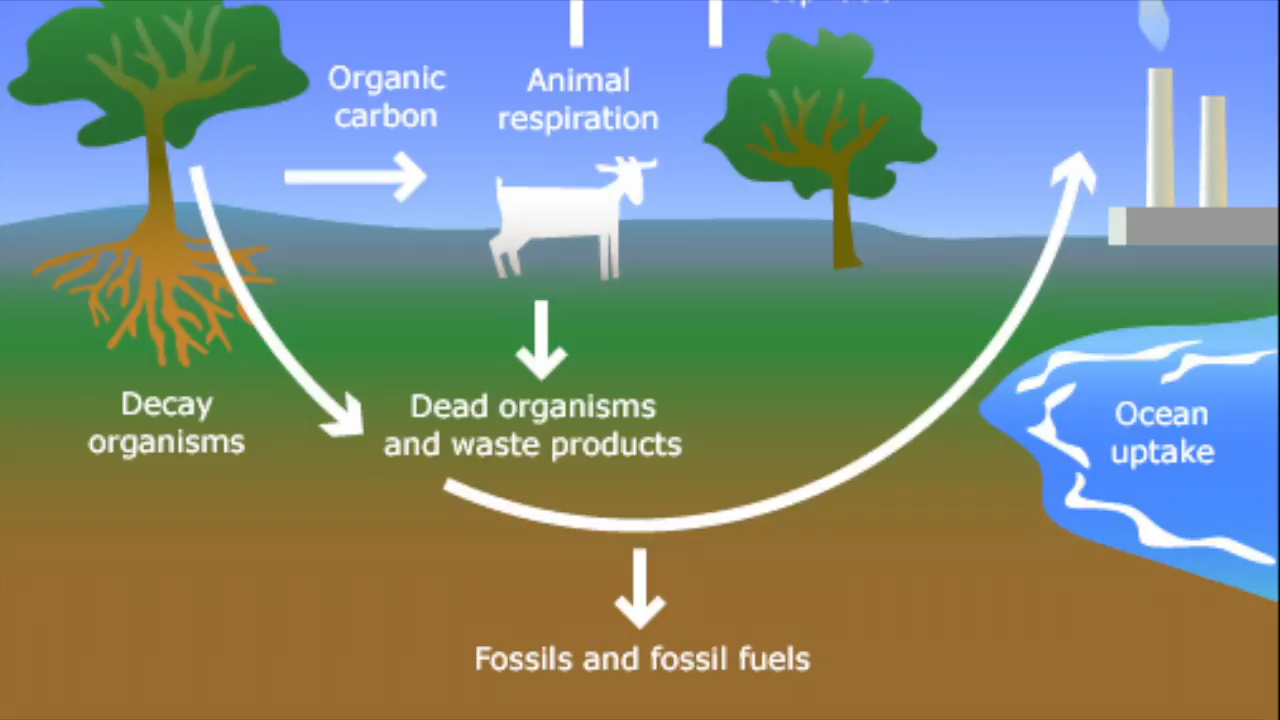 Organic
carbon
Animal
respiration
Decay
organisms
Dead organisms
and waste products
Ocean
uptake
Fossils and fossil fuels